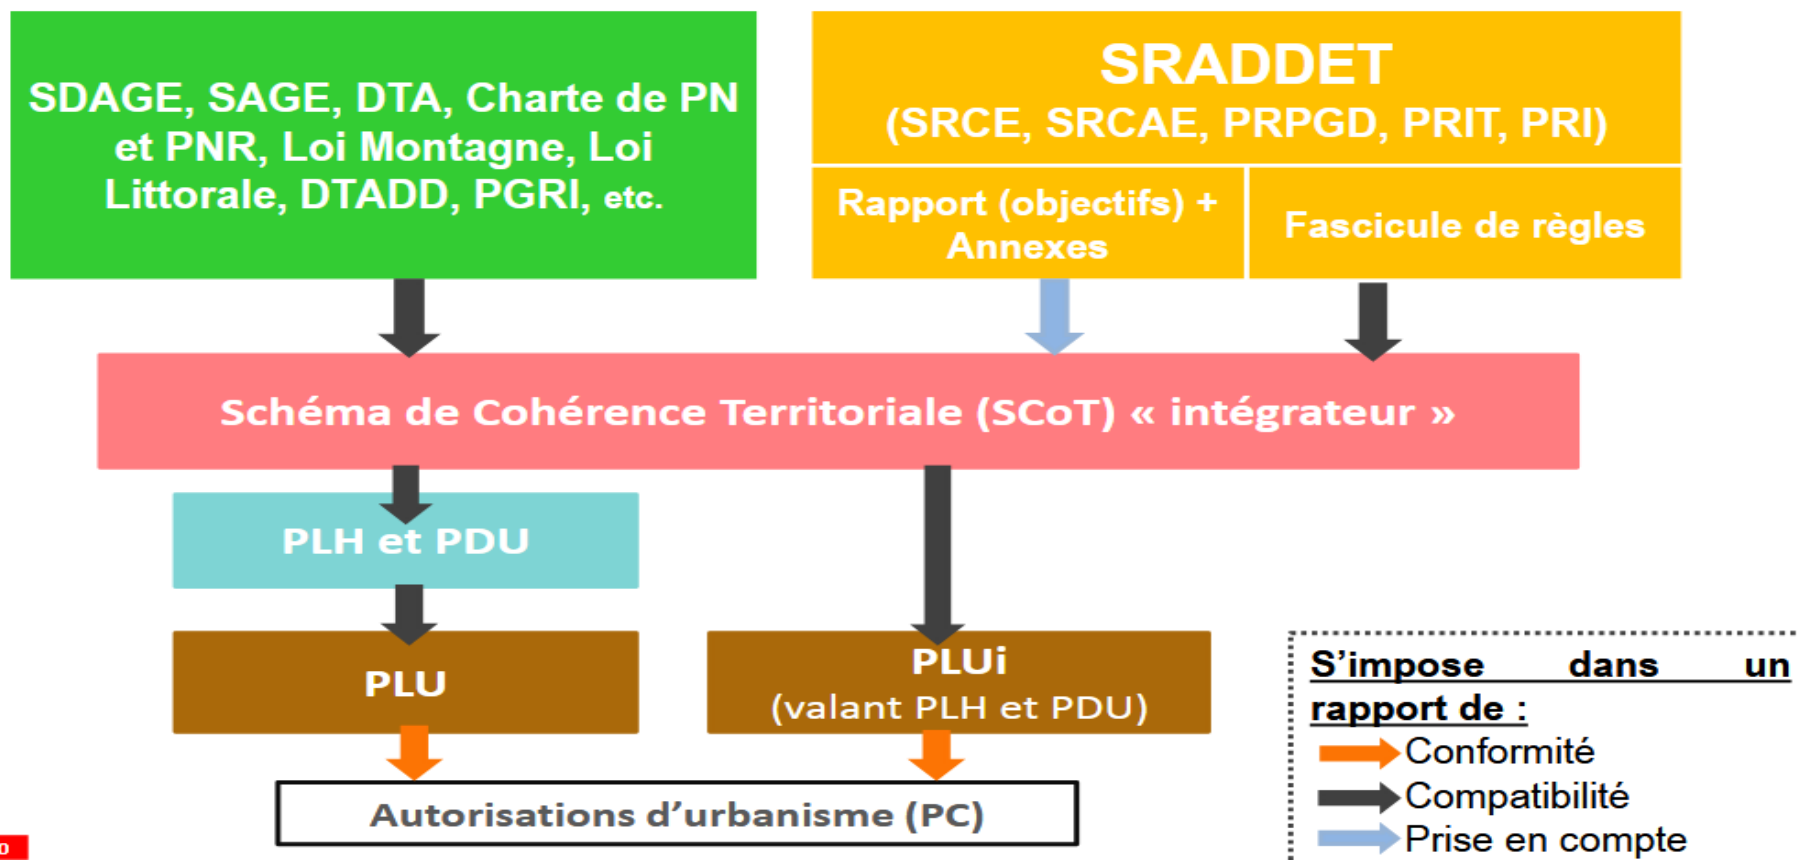 SDAGE, SAGE, DTA, Charte de PN
et PNR, Loi Montagne, Loi
Littorale, DTADD, PGRI, etc.
SRADDET
(SRCE, SRCAE, PRPGD, PRIT, PRI)
Rapport (objectifs) +
Annexes
Fascicule de règles
Schéma de Cohérence Territoriale (SCoT) « intégrateur »
PLH et PDU
PLU
PLUi
(valant PLH et PDU)
Autorisations d’urbanisme (PC)
S’impose dans un
rapport de :
Conformité
Compatibilité
Prise en compte